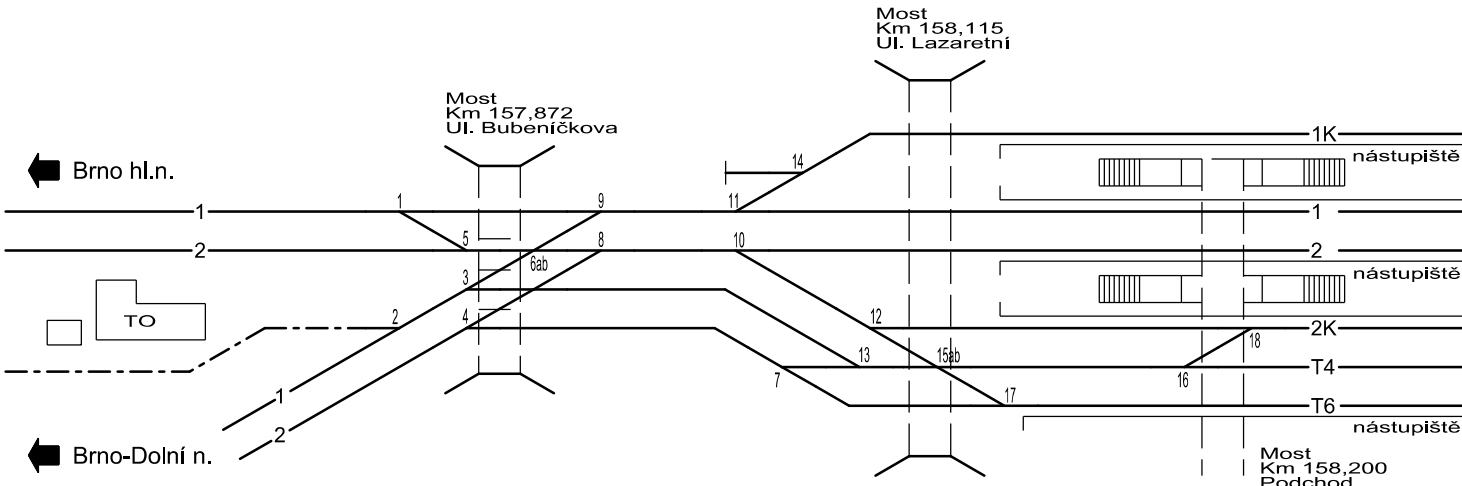 Most
Km 158,115
Ul. Lazaretní
Most
Km 157,872
Ul. Bubeníčkova
1K
nástupiště
Brno hl.n.
14
1
1
9
11
1
2
5
6ab
8
10
2
nástupiště
3
TO
2
4
12
2K
18
13
15ab
7
16
T4
1
17
T6
2
nástupiště
Brno-Dolní n.
Most
Km 158,200
Podchod